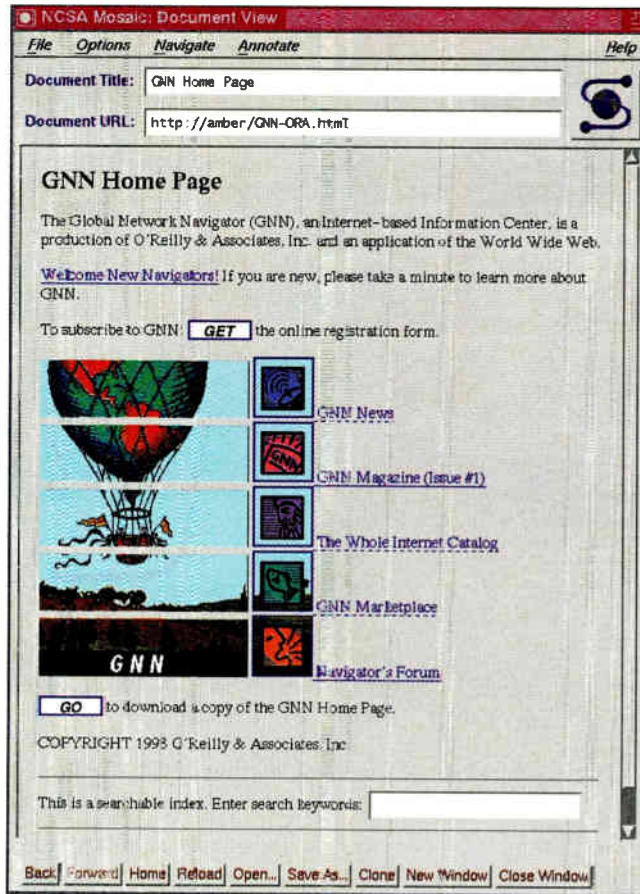 NCSA Mosaic: Document View
File Options Navigate Annotate Help
Document Title: GNN Home Page
Document URL: http://amber/GNN-ORA.html
GNN Home Page
The Global Network Navigator (GNN), an Internet-based Information Center, is a
production of O'Reilly & Associates, Inc. and an application of the World Wide Web.
Welcome New Navigators! If you are new, please take a minute to learn more about
GNN.
To subscribe to GNN: GET the online registration form.
GNN News
GNN
GNN Magazine (Issue #1)
The Whole Internet Catalog
GNN Marketplace
GNN
Navigator's Forum
GO to download a copy of the GNN Home Page.
COPYRIGHT 1993 O'Reilly & Associates, Inc
This is a searchable index. Enter search keywords:
Back Forward Home Reload Open... Save As... Clone New Window Close Window